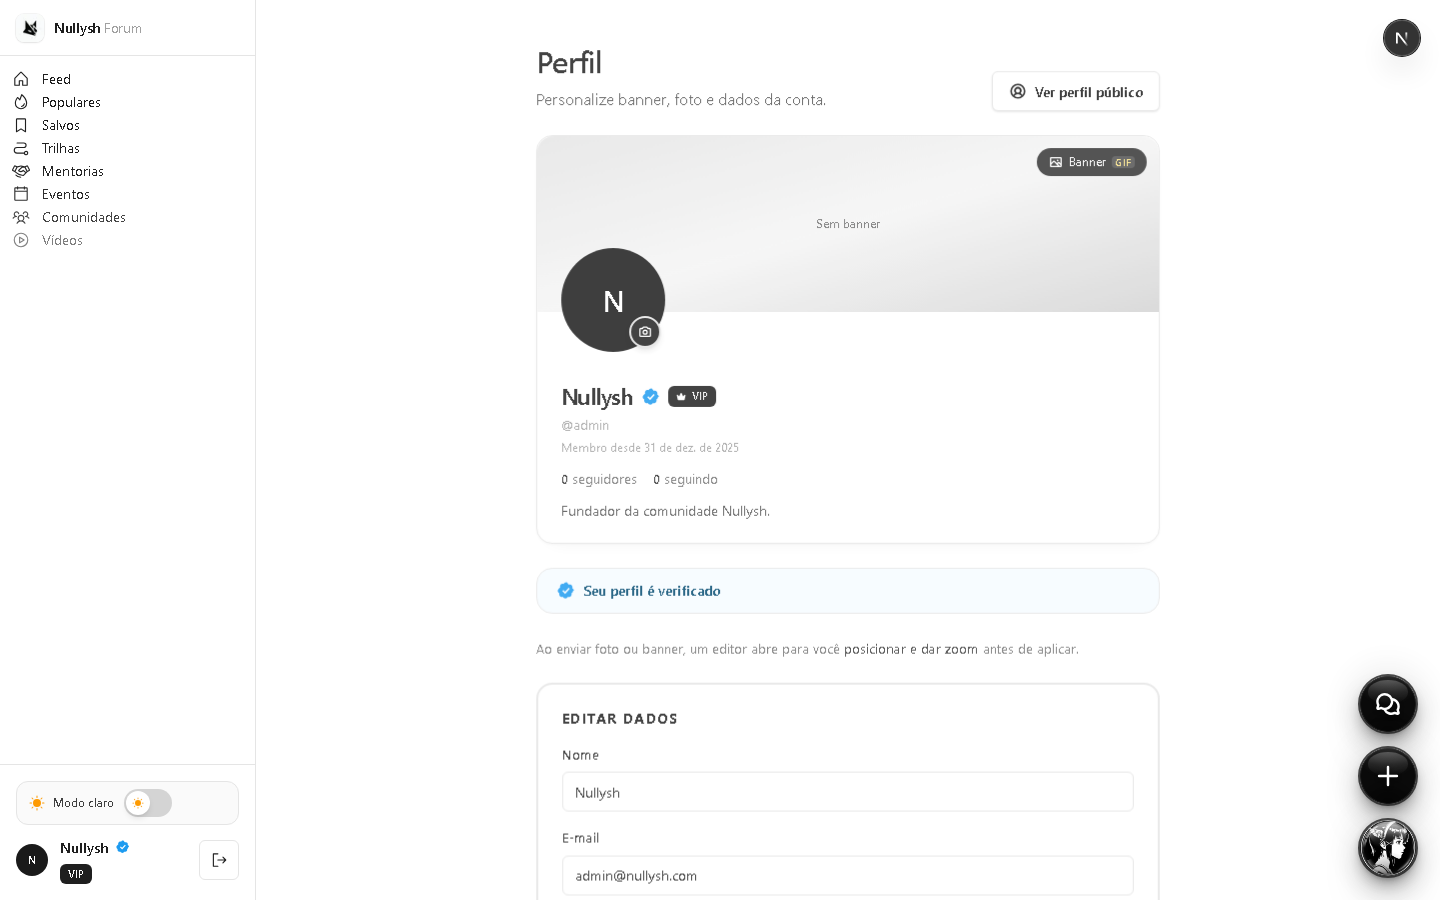 Nullysh Forum
Feed
Populares
Salvos
Trilhas
Mentorias
Eventos
Comunidades
Vídeos
Modo claro
N
Nullysh
VIP
Perfil
Personalize banner, foto e dados da conta.
Ver perfil público
Banner GIF
Sem banner
N
Nullysh VIP
@admin
Membro desde 31 de dez. de 2025
0 seguidores 0 seguindo
Fundador da comunidade Nullysh.
Seu perfil é verificado
Ao enviar foto ou banner, um editor abre para você posicionar e dar zoom antes de aplicar.
EDITAR DADOS
Nome
Nullysh
E-mail
admin@nullysh.com
N